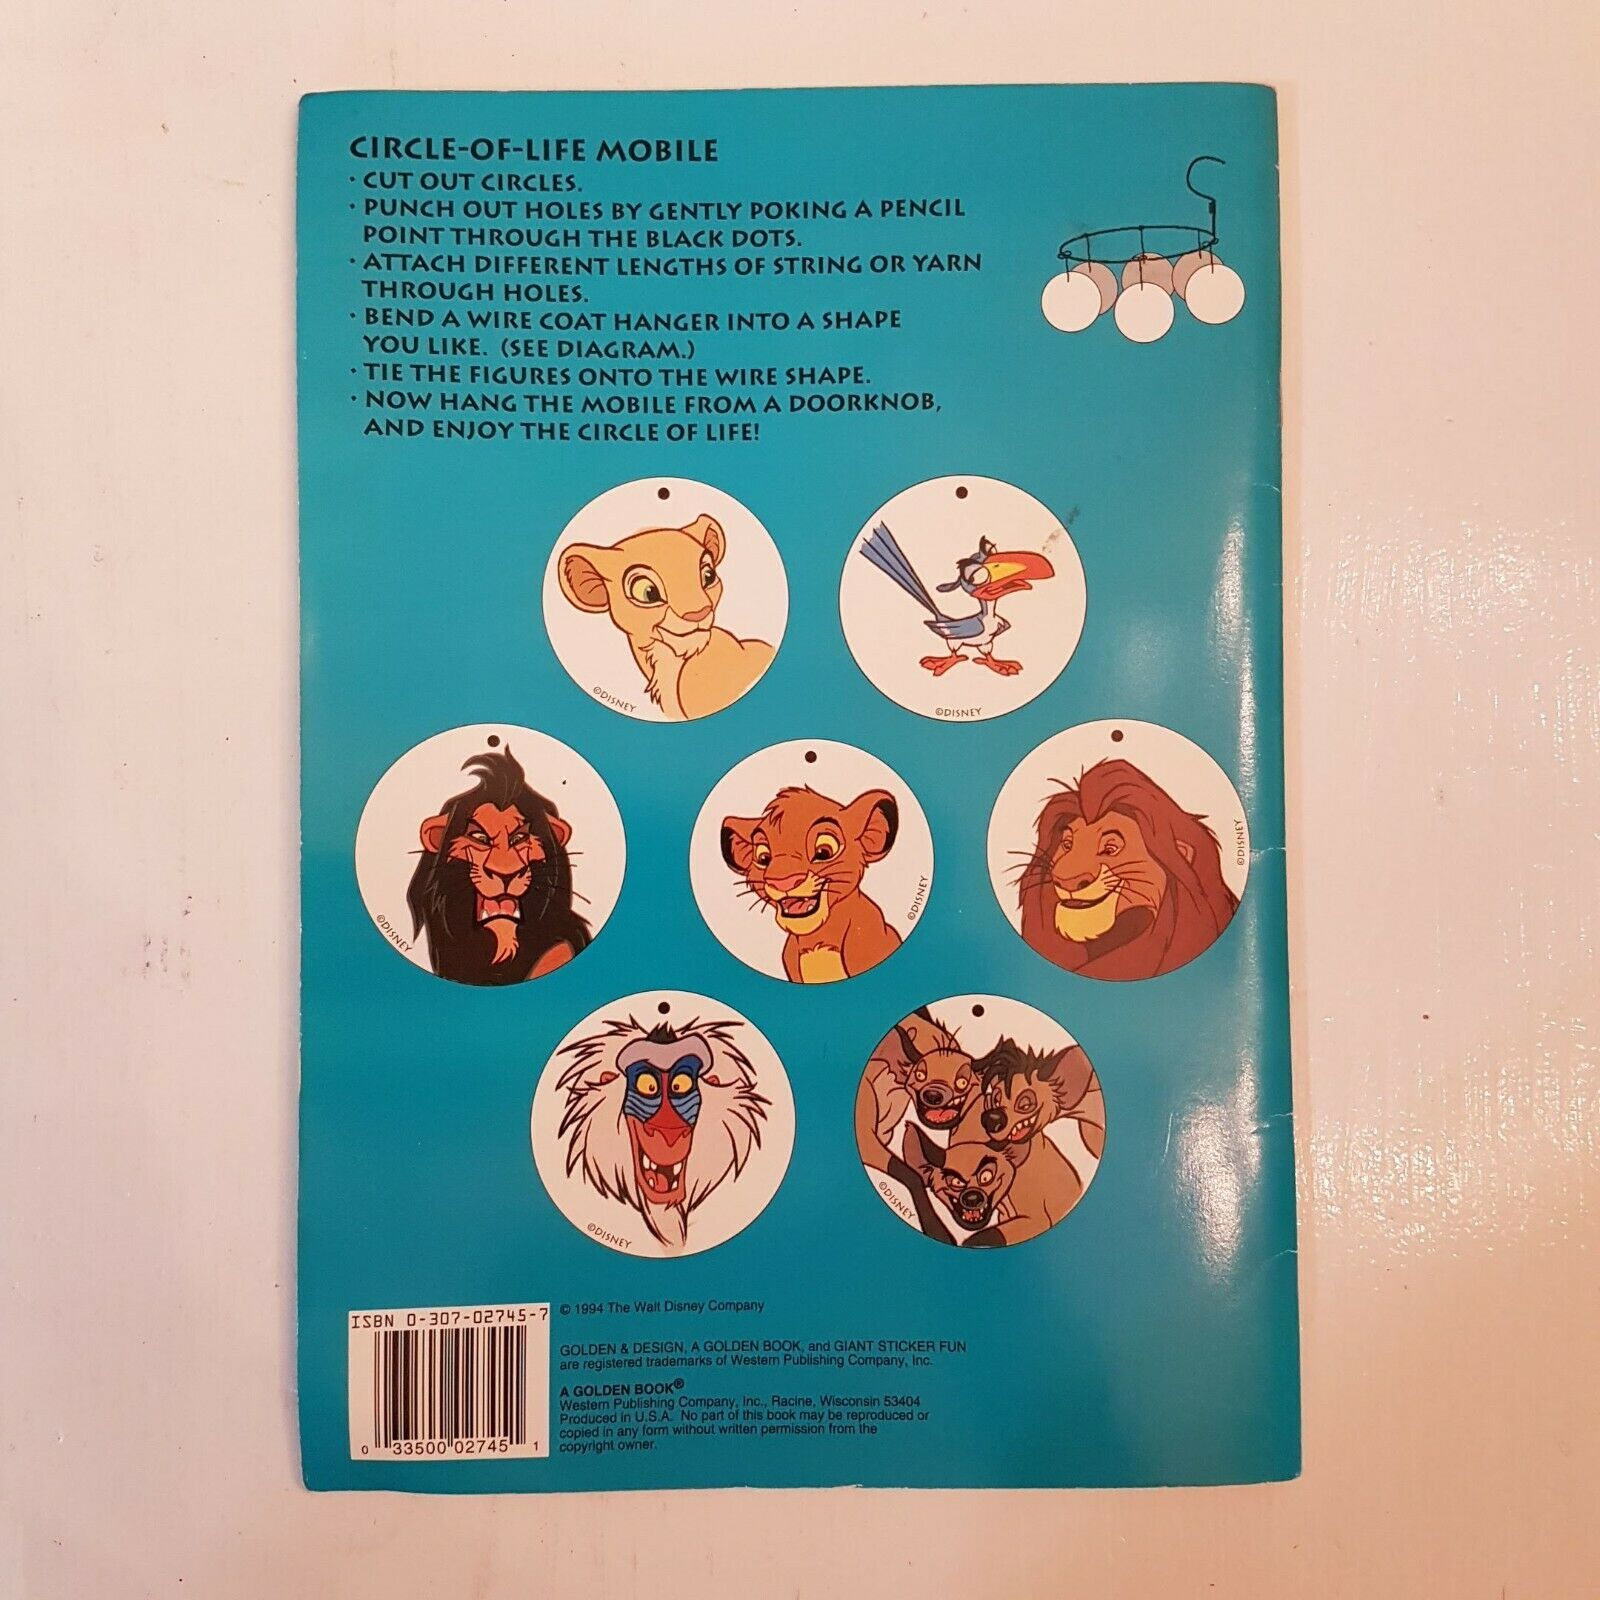 CIRCLE-OF-LIFE MOBILE
• CUT OUT CIRCLES.
• PUNCH OUT HOLES BY GENTLY POKING A PENCIL
POINT THROUGH THE BLACK DOTS.
• ATTACH DIFFERENT LENGTHS OF STRING OR YARN
THROUGH HOLES.
• BEND A WIRE COAT HANGER INTO A SHAPE
YOU LIKE. (SEE DIAGRAM.)
• TIE THE FIGURES ONTO THE WIRE SHAPE.
• NOW HANG THE MOBILE FROM A DOORKNOB,
AND ENJOY THE CIRCLE OF LIFE!
©DISNEY
©DISNEY
©DISNEY
©DISNEY
©DISNEY
©DISNEY
©DISNEY
ISBN 0-307-02745-7
0 33500 02745 1
© 1994 The Walt Disney Company
GOLDEN & DESIGN, A GOLDEN BOOK, and GIANT STICKER FUN
are registered trademarks of Western Publishing Company, Inc.
A GOLDEN BOOK®
Western Publishing Company, Inc., Racine, Wisconsin 53404
Produced in U.S.A. No part of this book may be reproduced or
copied in any form without written permission from the
copyright owner.